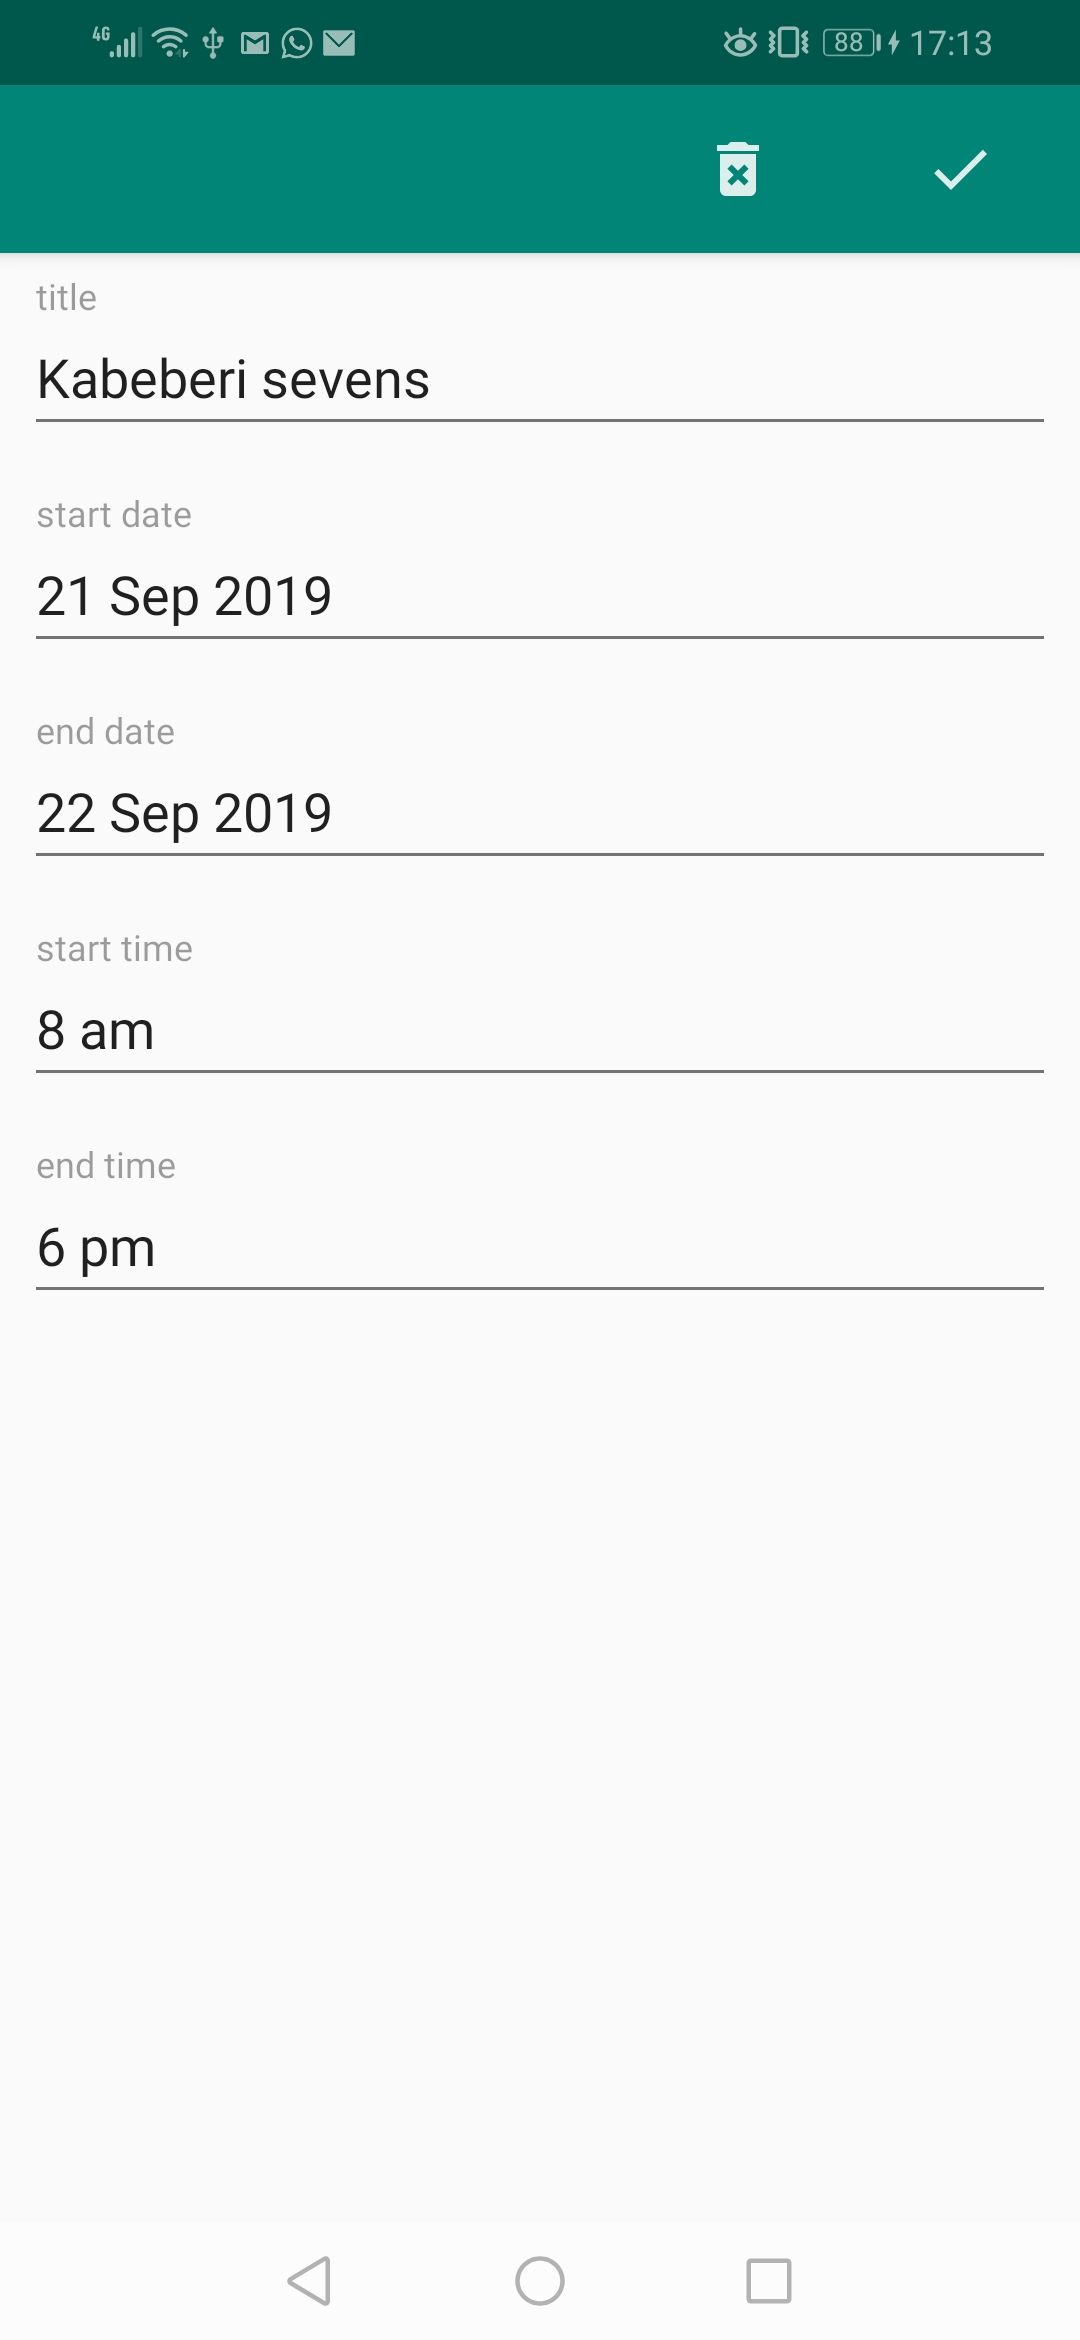 4G 88 17:13
title
Kabeberi sevens
start date
21 Sep 2019
end date
22 Sep 2019
start time
8 am
end time
6 pm